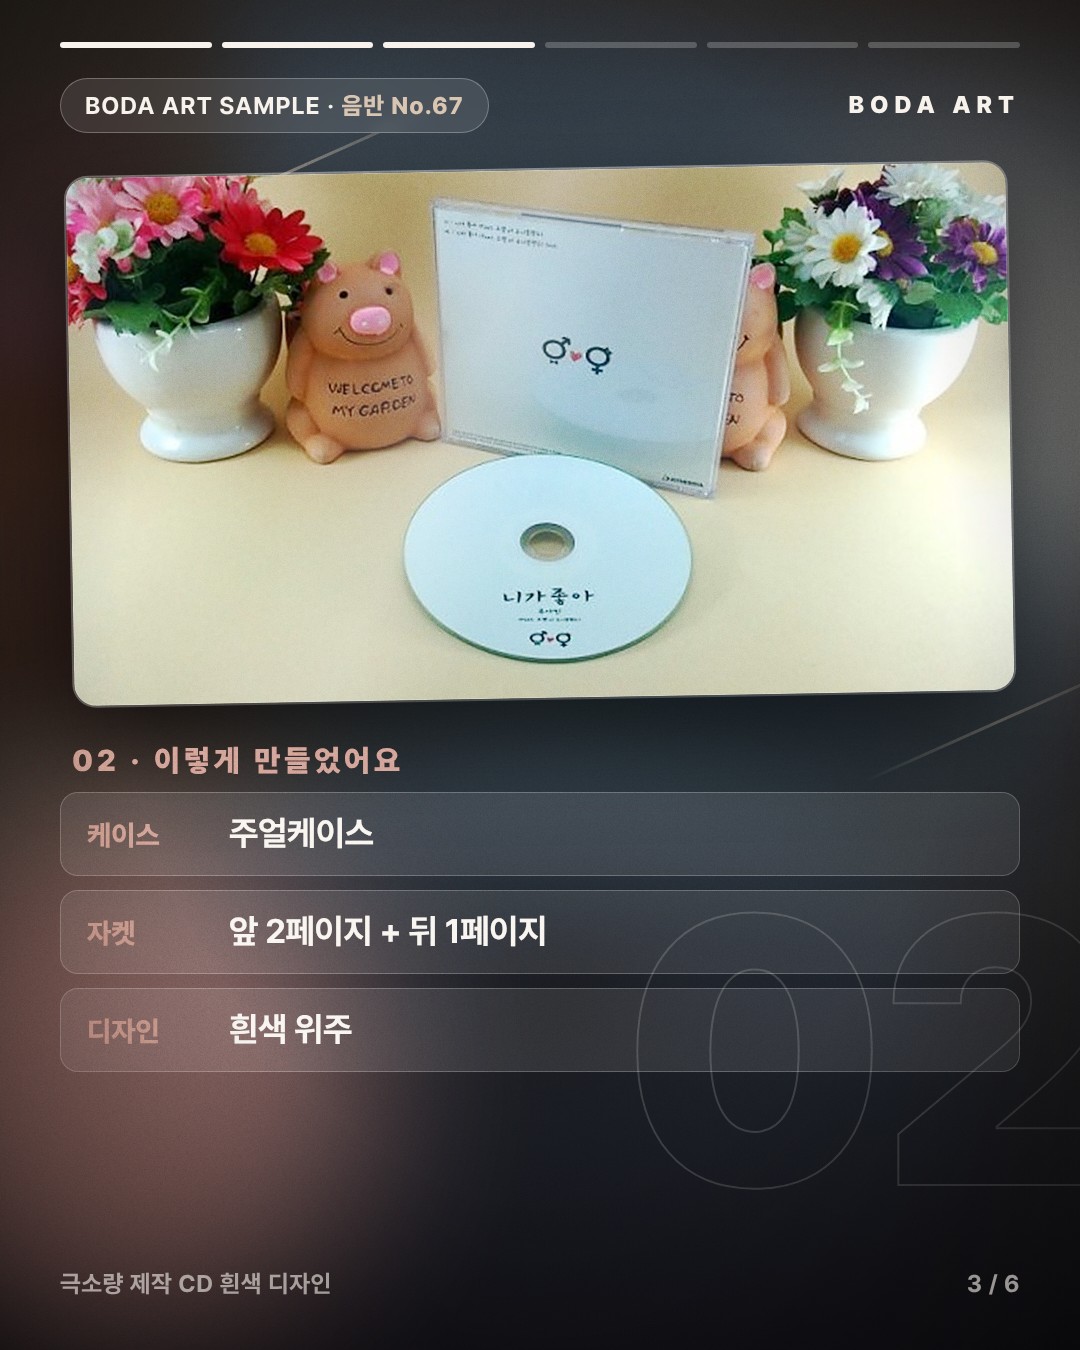 BODA ART SAMPLE · 음반 No.67
BODA ART
WELCOME TO
MY GARDEN
TO
EN
니가 좋아
02 · 이렇게 만들었어요
케이스 주얼케이스
자켓 앞 2페이지 + 뒤 1페이지
디자인 흰색 위주
02
극소량 제작 CD 흰색 디자인
3 / 6